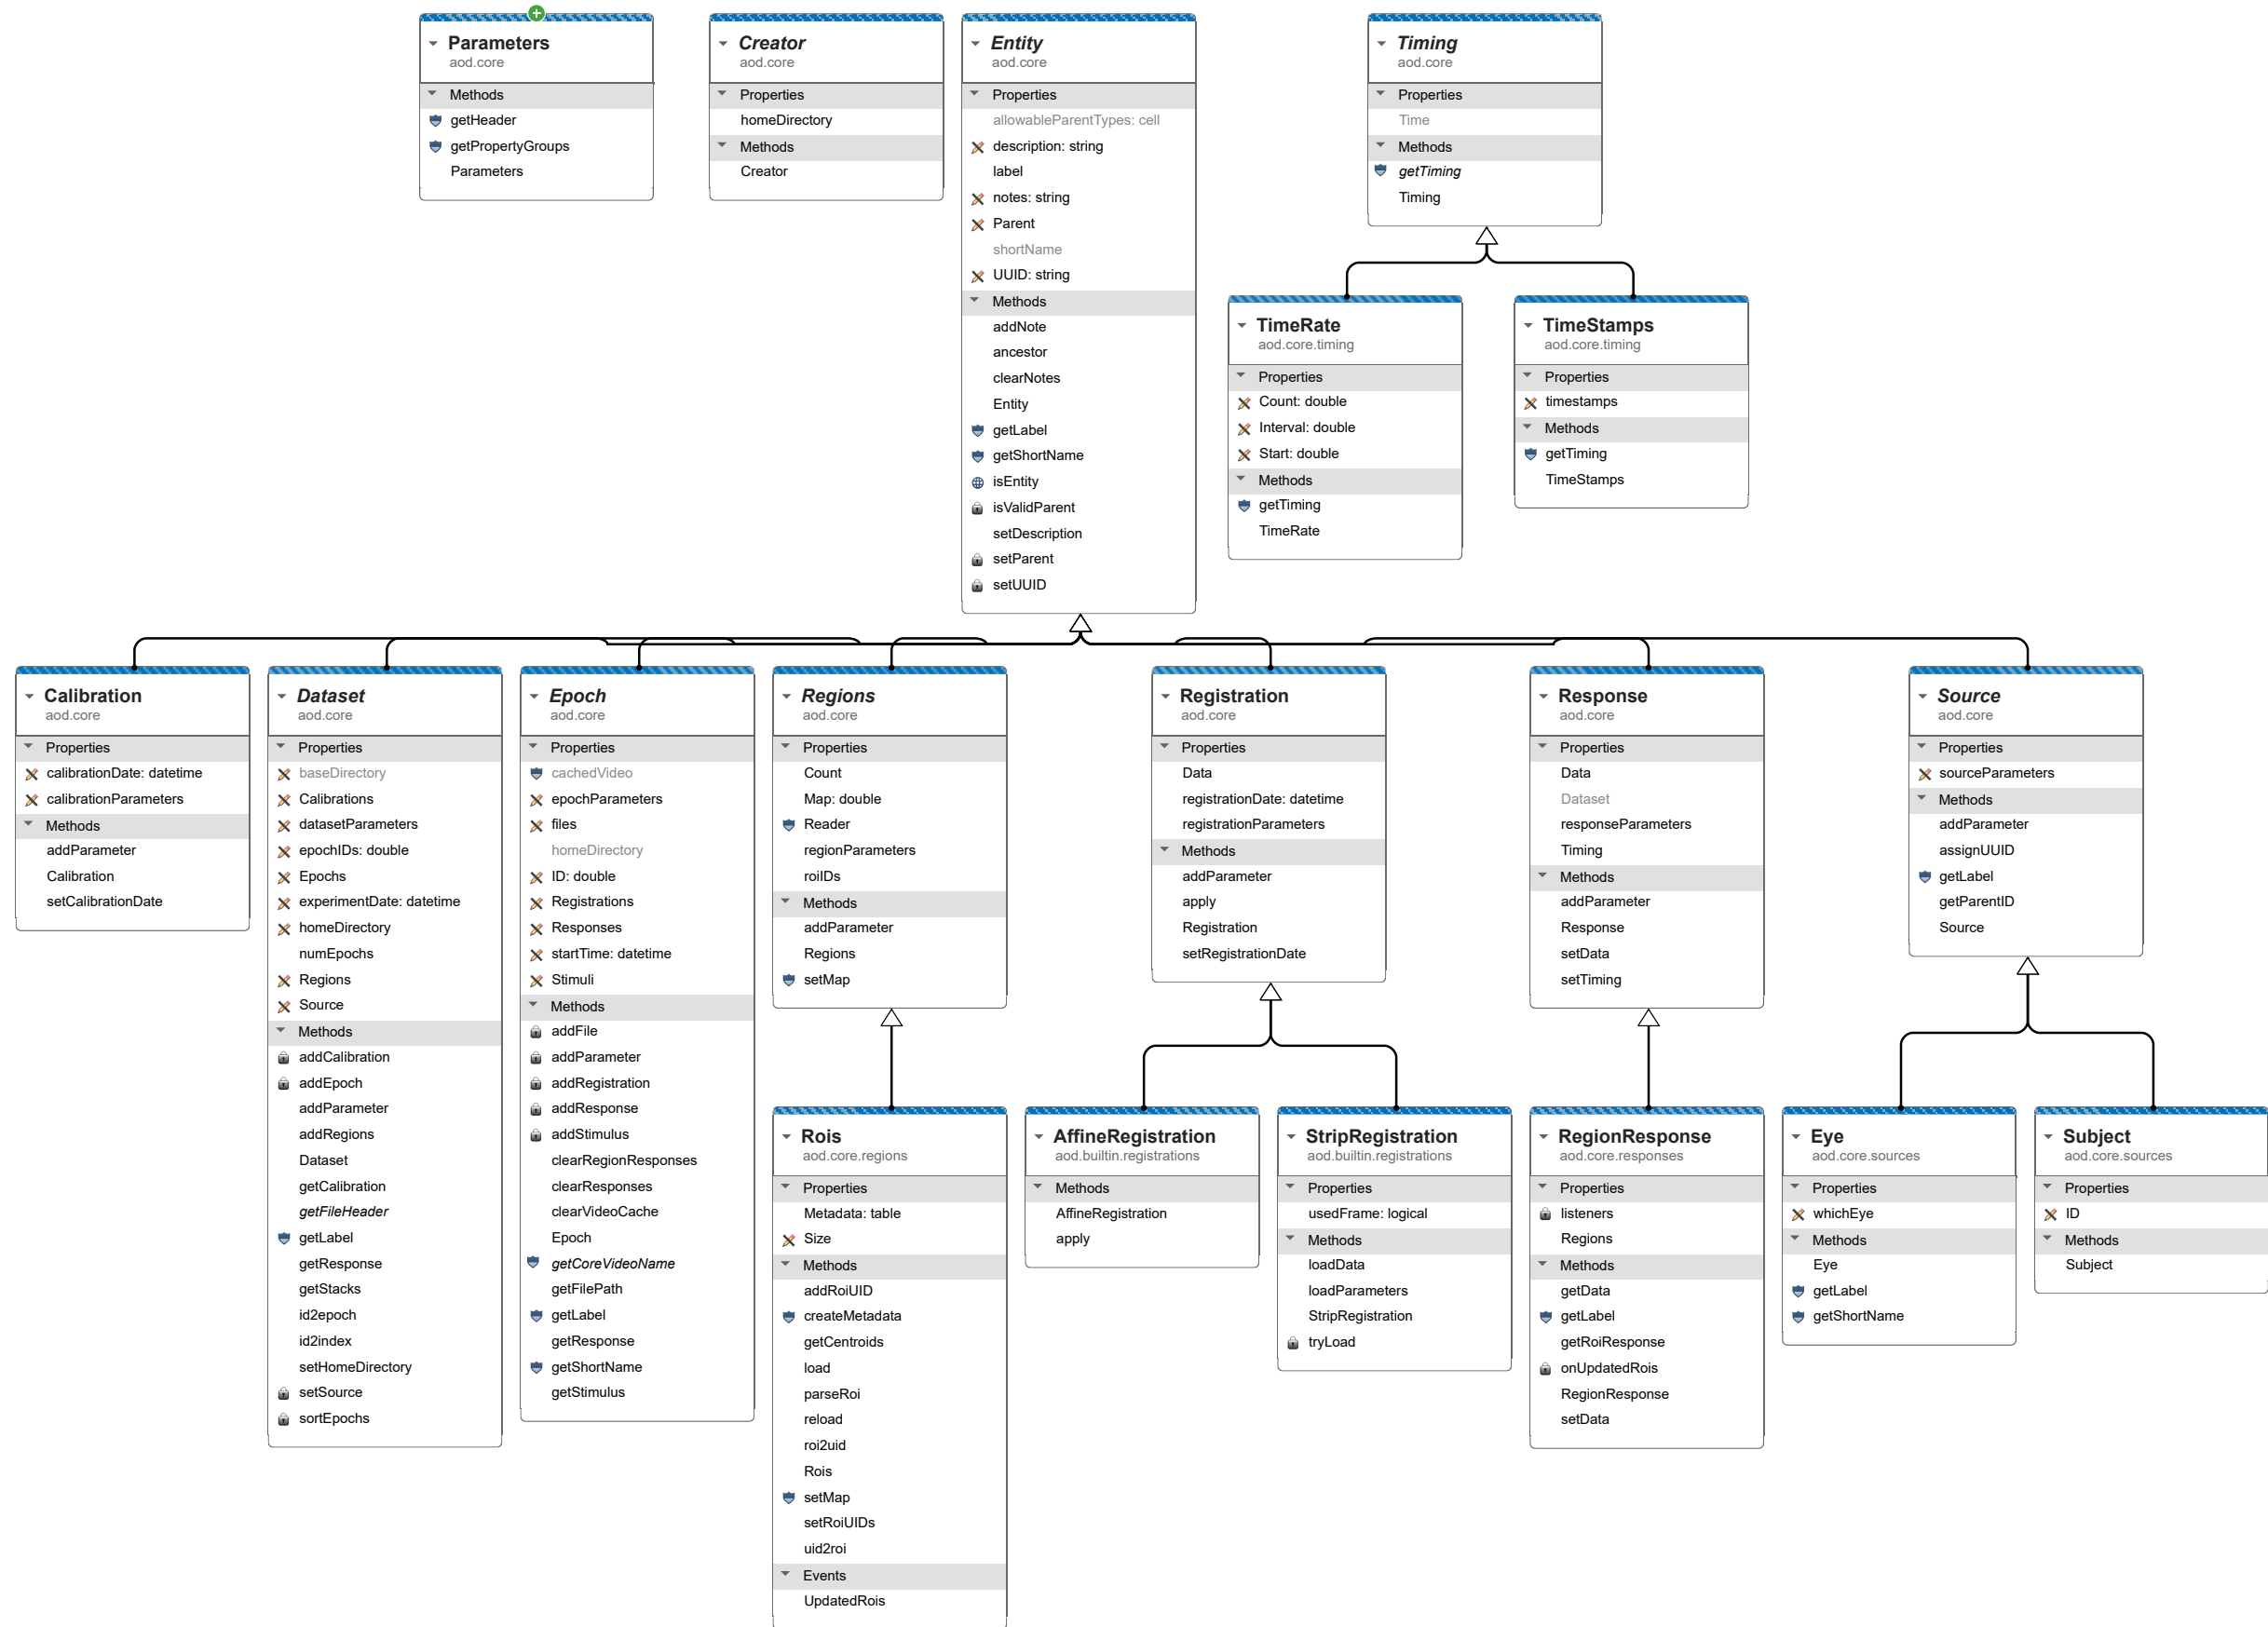 Parameters
aod.core
Methods
getHeader
getPropertyGroups
Parameters
Creator
aod.core
Properties
homeDirectory
Methods
Creator
Entity
aod.core
Properties
allowableParentTypes: cell
description: string
label
notes: string
Parent
shortName
UUID: string
Methods
addNote
ancestor
clearNotes
Entity
getLabel
getShortName
isEntity
isValidParent
setDescription
setParent
setUUID
Timing
aod.core
Properties
Time
Methods
getTiming
Timing
TimeRate
aod.core.timing
Properties
Count: double
Interval: double
Start: double
Methods
getTiming
TimeRate
TimeStamps
aod.core.timing
Properties
timestamps
Methods
getTiming
TimeStamps
Calibration
aod.core
Properties
calibrationDate: datetime
calibrationParameters
Methods
addParameter
Calibration
setCalibrationDate
Dataset
aod.core
Properties
baseDirectory
Calibrations
datasetParameters
epochIDs: double
Epochs
experimentDate: datetime
homeDirectory
numEpochs
Regions
Source
Methods
addCalibration
addEpoch
addParameter
addRegions
Dataset
getCalibration
getFileHeader
getLabel
getResponse
getStacks
id2epoch
id2index
setHomeDirectory
setSource
sortEpochs
Epoch
aod.core
Properties
cachedVideo
epochParameters
files
homeDirectory
ID: double
Registrations
Responses
startTime: datetime
Stimuli
Methods
addFile
addParameter
addRegistration
addResponse
addStimulus
clearRegionResponses
clearResponses
clearVideoCache
Epoch
getCoreVideoName
getFilePath
getLabel
getResponse
getShortName
getStimulus
Regions
aod.core
Properties
Count
Map: double
Reader
regionParameters
roiIDs
Methods
addParameter
Regions
setMap
Registration
aod.core
Properties
Data
registrationDate: datetime
registrationParameters
Methods
addParameter
apply
Registration
setRegistrationDate
Response
aod.core
Properties
Data
Dataset
responseParameters
Timing
Methods
addParameter
Response
setData
setTiming
Source
aod.core
Properties
sourceParameters
Methods
addParameter
assignUUID
getLabel
getParentID
Source
Rois
aod.core.regions
Properties
Metadata: table
Size
Methods
addRoiUID
createMetadata
getCentroids
load
parseRoi
reload
roi2uid
Rois
setMap
setRoiUIDs
uid2roi
Events
UpdatedRois
AffineRegistration
aod.builtin.registrations
Methods
AffineRegistration
apply
StripRegistration
aod.builtin.registrations
Properties
usedFrame: logical
Methods
loadData
loadParameters
StripRegistration
tryLoad
RegionResponse
aod.core.responses
Properties
listeners
Regions
Methods
getData
getLabel
getRoiResponse
onUpdatedRois
RegionResponse
setData
Eye
aod.core.sources
Properties
whichEye
Methods
Eye
getLabel
getShortName
Subject
aod.core.sources
Properties
ID
Methods
Subject